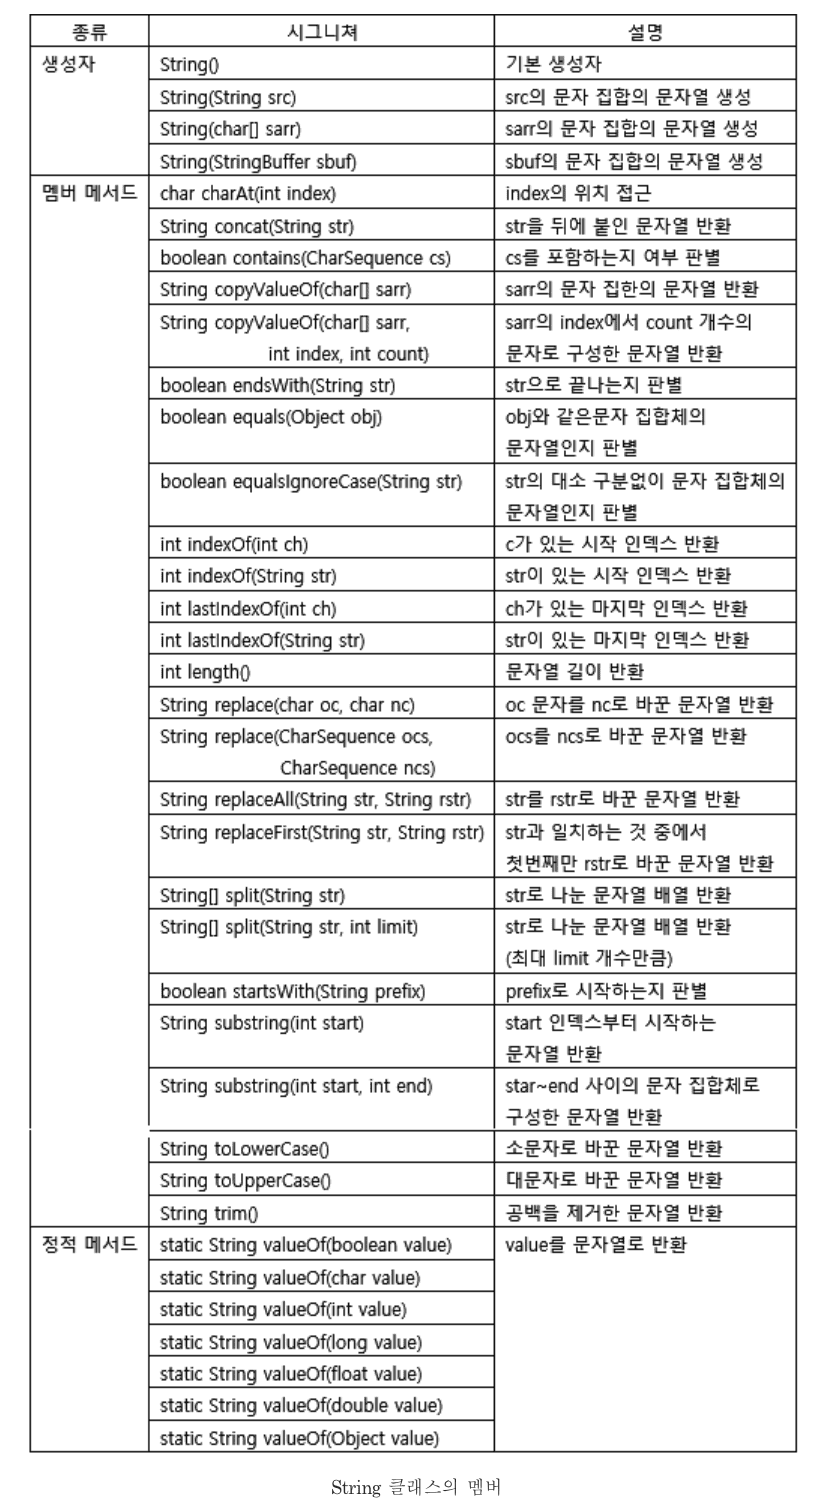 종류 시그니쳐 설명
생성자 String() 기본 생성자
String(String src) src의 문자 집합의 문자열 생성
String(char[] sarr) sarr의 문자 집합의 문자열 생성
String(StringBuffer sbuf) sbuf의 문자 집합의 문자열 생성
멤버 메서드 char charAt(int index) index의 위치 접근
String concat(String str) str을 뒤에 붙인 문자열 반환
boolean contains(CharSequence cs) cs를 포함하는지 여부 판별
String copyValueOf(char[] sarr) sarr의 문자 집한의 문자열 반환
String copyValueOf(char[] sarr, sarr의 index에서 count 개수의
int index, int count) 문자로 구성한 문자열 반환
boolean endsWith(String str) str으로 끝나는지 판별
boolean equals(Object obj) obj와 같은문자 집합체의
문자열인지 판별
boolean equalsIgnoreCase(String str) str의 대소 구분없이 문자 집합체의
문자열인지 판별
int indexOf(int ch) c가 있는 시작 인덱스 반환
int indexOf(String str) str이 있는 시작 인덱스 반환
int lastIndexOf(int ch) ch가 있는 마지막 인덱스 반환
int lastIndexOf(String str) str이 있는 마지막 인덱스 반환
int length() 문자열 길이 반환
String replace(char oc, char nc) oc 문자를 nc로 바꾼 문자열 반환
String replace(CharSequence ocs, ocs를 ncs로 바꾼 문자열 반환
CharSequence ncs)
String replaceAll(String str, String rstr) str를 rstr로 바꾼 문자열 반환
String replaceFirst(String str, String rstr) str과 일치하는 것 중에서
첫번째만 rstr로 바꾼 문자열 반환
String[] split(String str) str로 나눈 문자열 배열 반환
String[] split(String str, int limit) str로 나눈 문자열 배열 반환
(최대 limit 개수만큼)
boolean startsWith(String prefix) prefix로 시작하는지 판별
String substring(int start) start 인덱스부터 시작하는
문자열 반환
String substring(int start, int end) star~end 사이의 문자 집합체로
구성한 문자열 반환
String toLowerCase() 소문자로 바꾼 문자열 반환
String toUpperCase() 대문자로 바꾼 문자열 반환
String trim() 공백을 제거한 문자열 반환
정적 메서드 static String valueOf(boolean value) value를 문자열로 반환
static String valueOf(char value)
static String valueOf(int value)
static String valueOf(long value)
static String valueOf(float value)
static String valueOf(double value)
static String valueOf(Object value)
String 클래스의 멤버